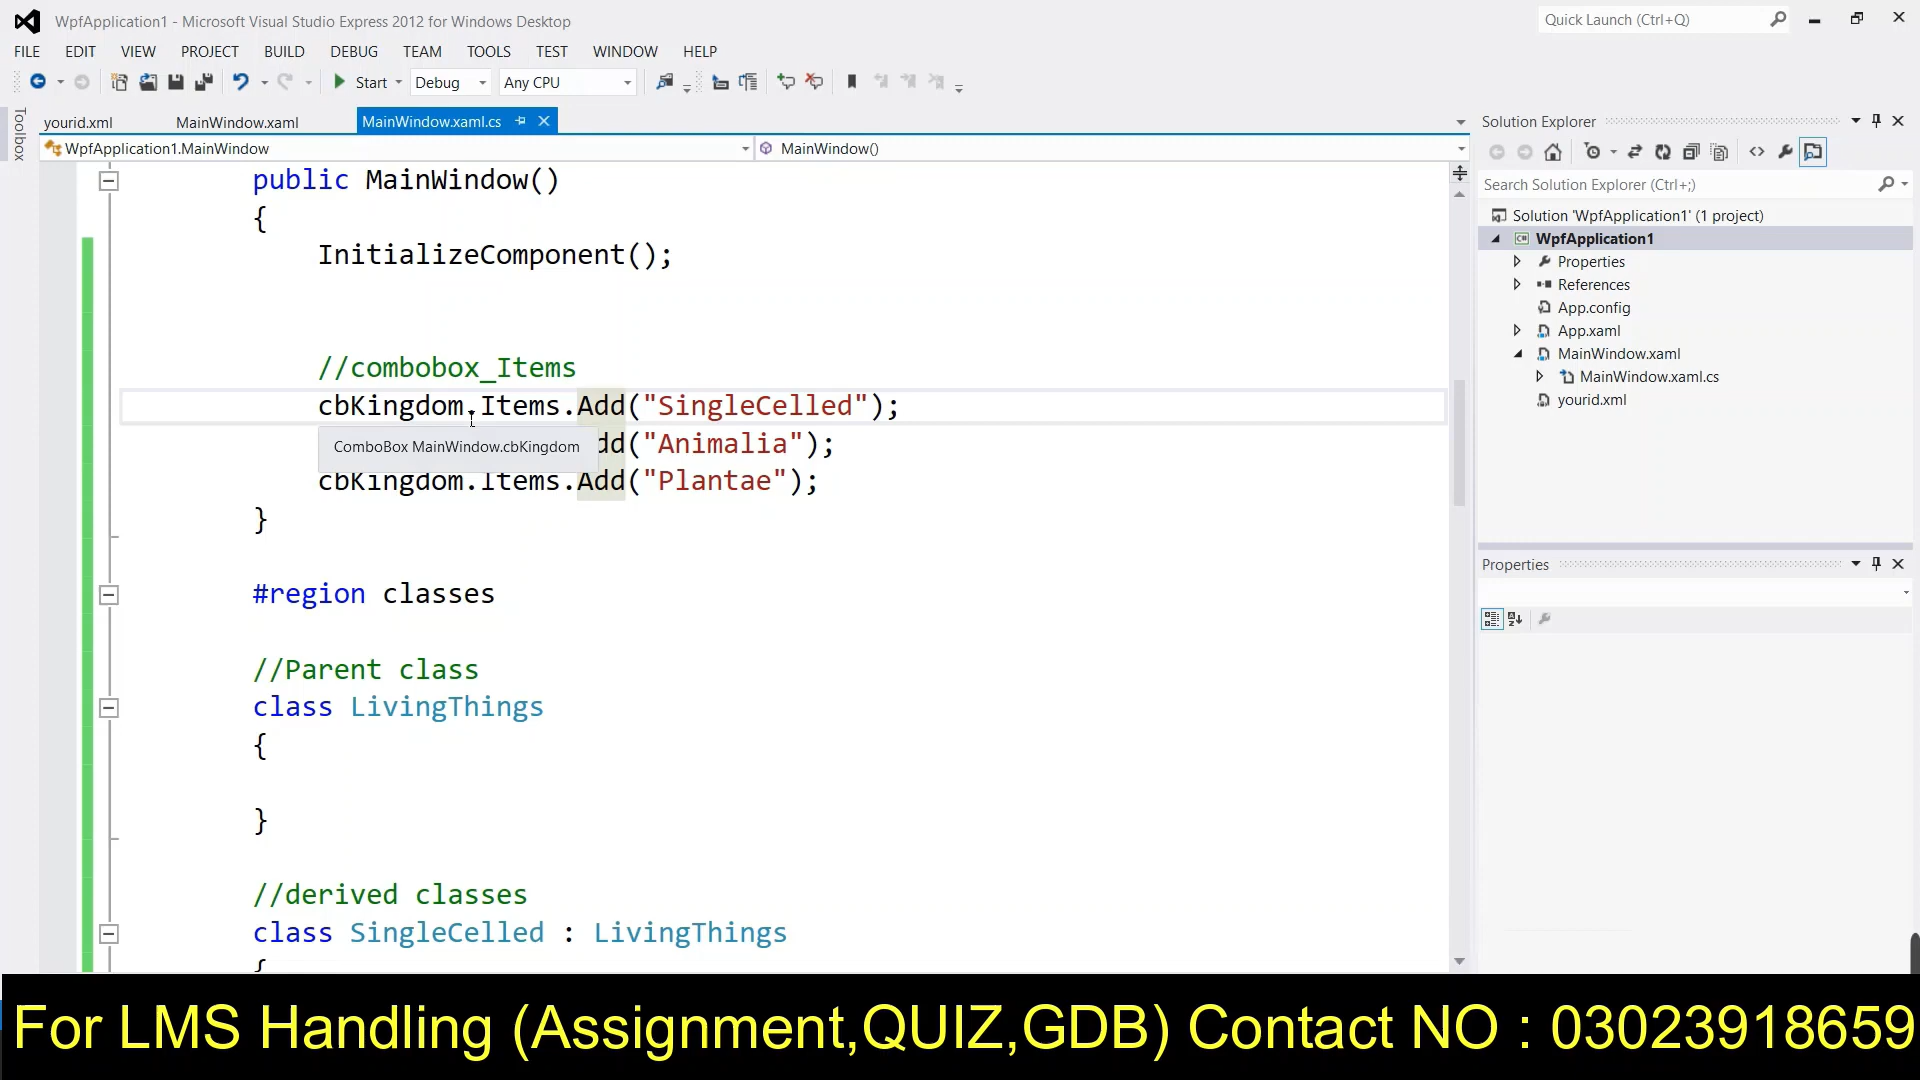 WpfApplication1 - Microsoft Visual Studio Express 2012 for Windows Desktop
Quick Launch (Ctrl+Q)
FILE EDIT VIEW PROJECT BUILD DEBUG TEAM TOOLS TEST WINDOW HELP
Start Debug Any CPU
Toolbox
yourid.xml MainWindow.xaml MainWindow.xaml.cs
WpfApplication1.MainWindow MainWindow()
public MainWindow()
{
InitializeComponent();
//combobox_Items
cbKingdom.Items.Add("SingleCelled");
ComboBox MainWindow.cbKingdom
dd("Animalia");
cbKingdom.Items.Add("Plantae");
}
#region classes
//Parent class
class LivingThings
{
}
//derived classes
class SingleCelled : LivingThings
{
Solution Explorer
Search Solution Explorer (Ctrl+;)
Solution 'WpfApplication1' (1 project)
WpfApplication1
Properties
References
App.config
App.xaml
MainWindow.xaml
MainWindow.xaml.cs
yourid.xml
Properties
For LMS Handling (Assignment,QUIZ,GDB) Contact NO : 03023918659